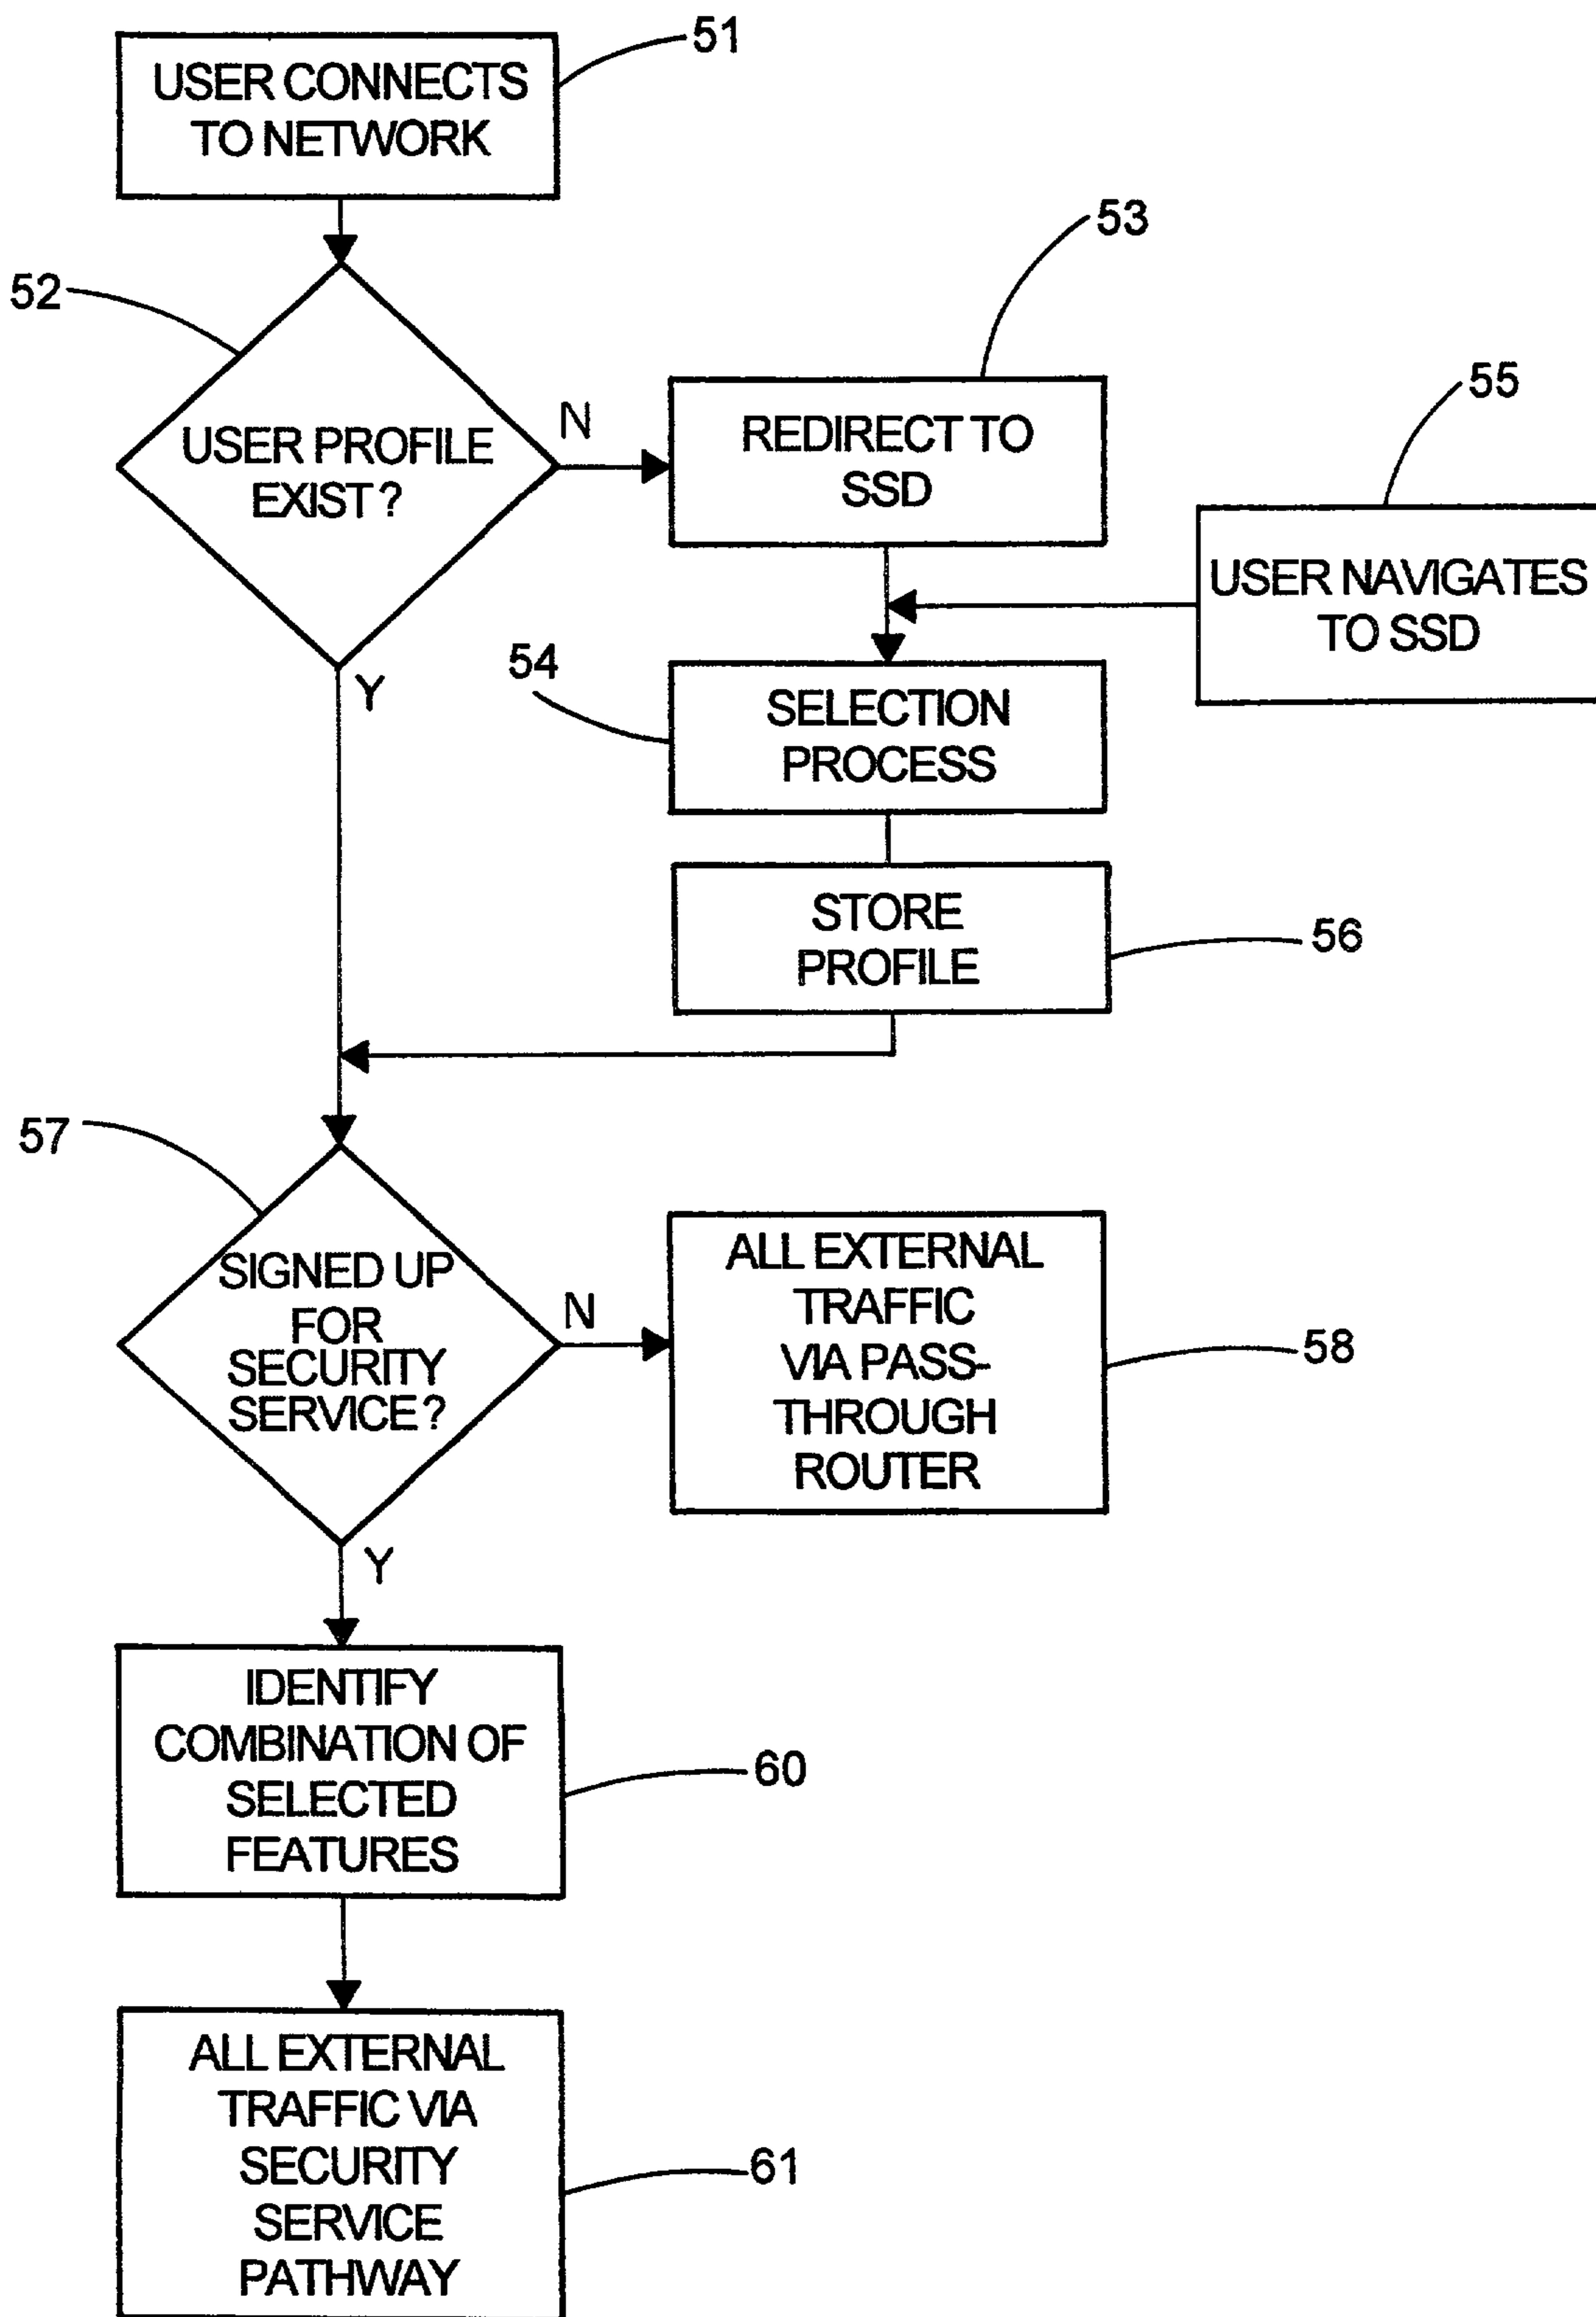 51
USER CONNECTS
TO NETWORK
52
USER PROFILE
EXIST?
N
Y
53
REDIRECT TO
SSD
55
USER NAVIGATES
TO SSD
54
SELECTION
PROCESS
STORE
PROFILE
56
57
SIGNED UP
FOR
SECURITY
SERVICE?
N
Y
ALL EXTERNAL
TRAFFIC
VIA PASS-
THROUGH
ROUTER
58
IDENTIFY
COMBINATION OF
SELECTED
FEATURES
60
ALL EXTERNAL
TRAFFIC VIA
SECURITY
SERVICE
PATHWAY
61